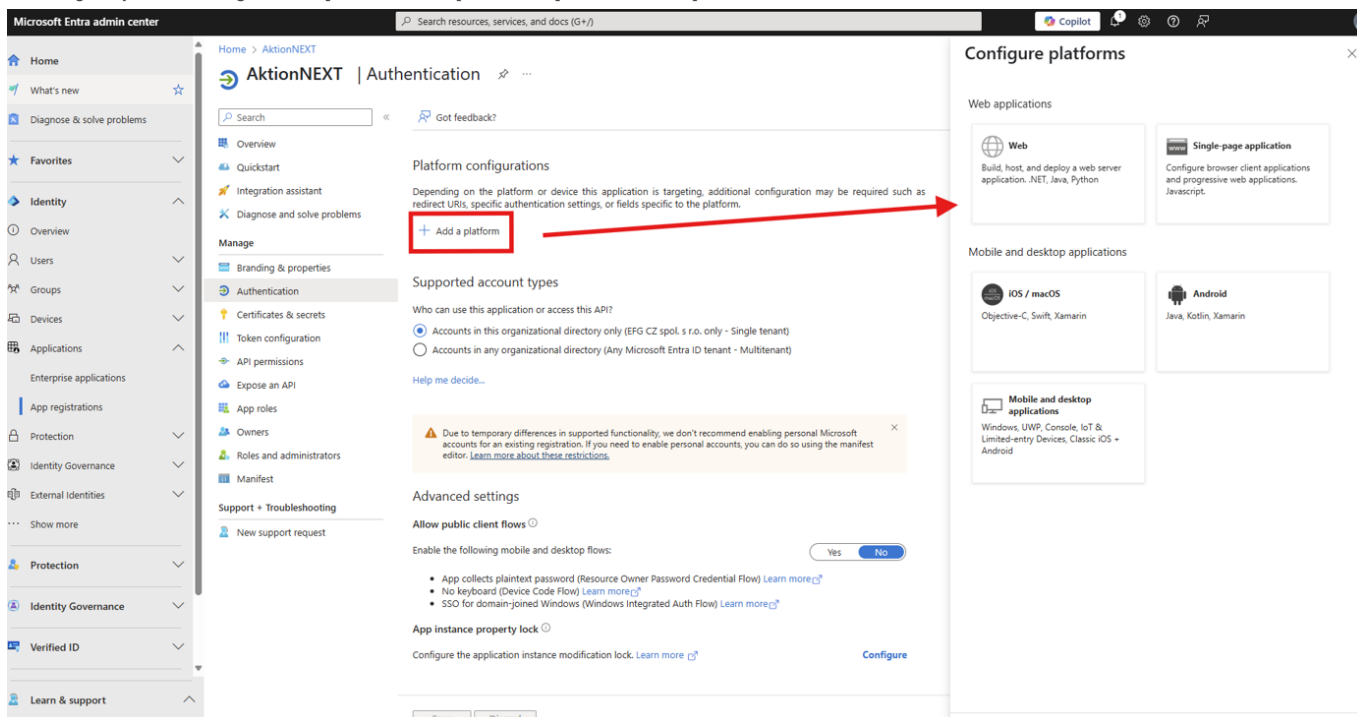 Microsoft Entra admin center
Search resources, services, and docs (G+/)
Copilot
1
Home
What's new
Diagnose & solve problems
Favorites
Identity
Overview
Users
Groups
Devices
Applications
Enterprise applications
App registrations
Protection
Identity Governance
External Identities
Show more
Protection
Identity Governance
Verified ID
Learn & support
Home > AktionNEXT
AktionNEXT | Authentication
Search
Overview
Quickstart
Integration assistant
Diagnose and solve problems
Manage
Branding & properties
Authentication
Certificates & secrets
Token configuration
API permissions
Expose an API
App roles
Owners
Roles and administrators
Manifest
Support + Troubleshooting
New support request
Got feedback?
Platform configurations
Depending on the platform or device this application is targeting, additional configuration may be required such as
redirect URIs, specific authentication settings, or fields specific to the platform.
+ Add a platform
Supported account types
Who can use this application or access this API?
Accounts in this organizational directory only (EFG CZ spol. s r.o. only - Single tenant)
Accounts in any organizational directory (Any Microsoft Entra ID tenant - Multitenant)
Help me decide...
Due to temporary differences in supported functionality, we don't recommend enabling personal Microsoft
accounts for an existing registration. If you need to enable personal accounts, you can do so using the manifest
editor. Learn more about these restrictions.
Advanced settings
Allow public client flows
Enable the following mobile and desktop flows:
Yes No
• App collects plaintext password (Resource Owner Password Credential Flow) Learn more
• No keyboard (Device Code Flow) Learn more
• SSO for domain-joined Windows (Windows Integrated Auth Flow) Learn more
App instance property lock
Configure the application instance modification lock. Learn more
Configure
Configure platforms
Web applications
Web
Build, host, and deploy a web server
application. .NET, Java, Python
www
Single-page application
Configure browser client applications
and progressive web applications.
Javascript.
Mobile and desktop applications
iOS / macOS
Objective-C, Swift, Xamarin
Android
Java, Kotlin, Xamarin
Mobile and desktop
applications
Windows, UWP, Console, IoT &
Limited-entry Devices, Classic iOS +
Android